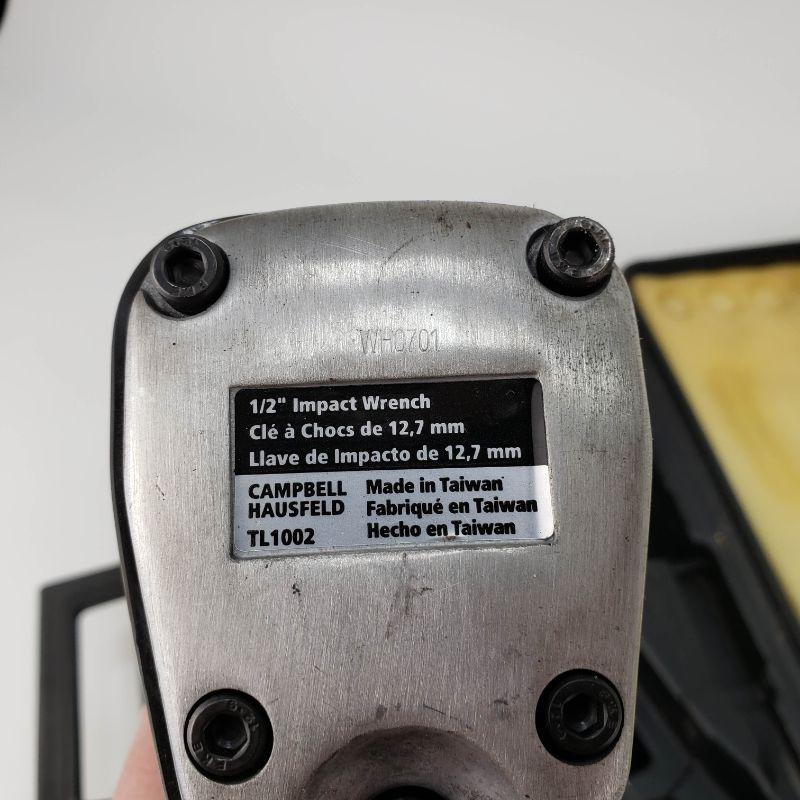 WH0701
1/2" Impact Wrench
Clé à Chocs de 12,7 mm
Llave de Impacto de 12,7 mm
CAMPBELL
HAUSFELD
TL1002
Made in Taiwan
Fabriqué en Taiwan
Hecho en Taiwan